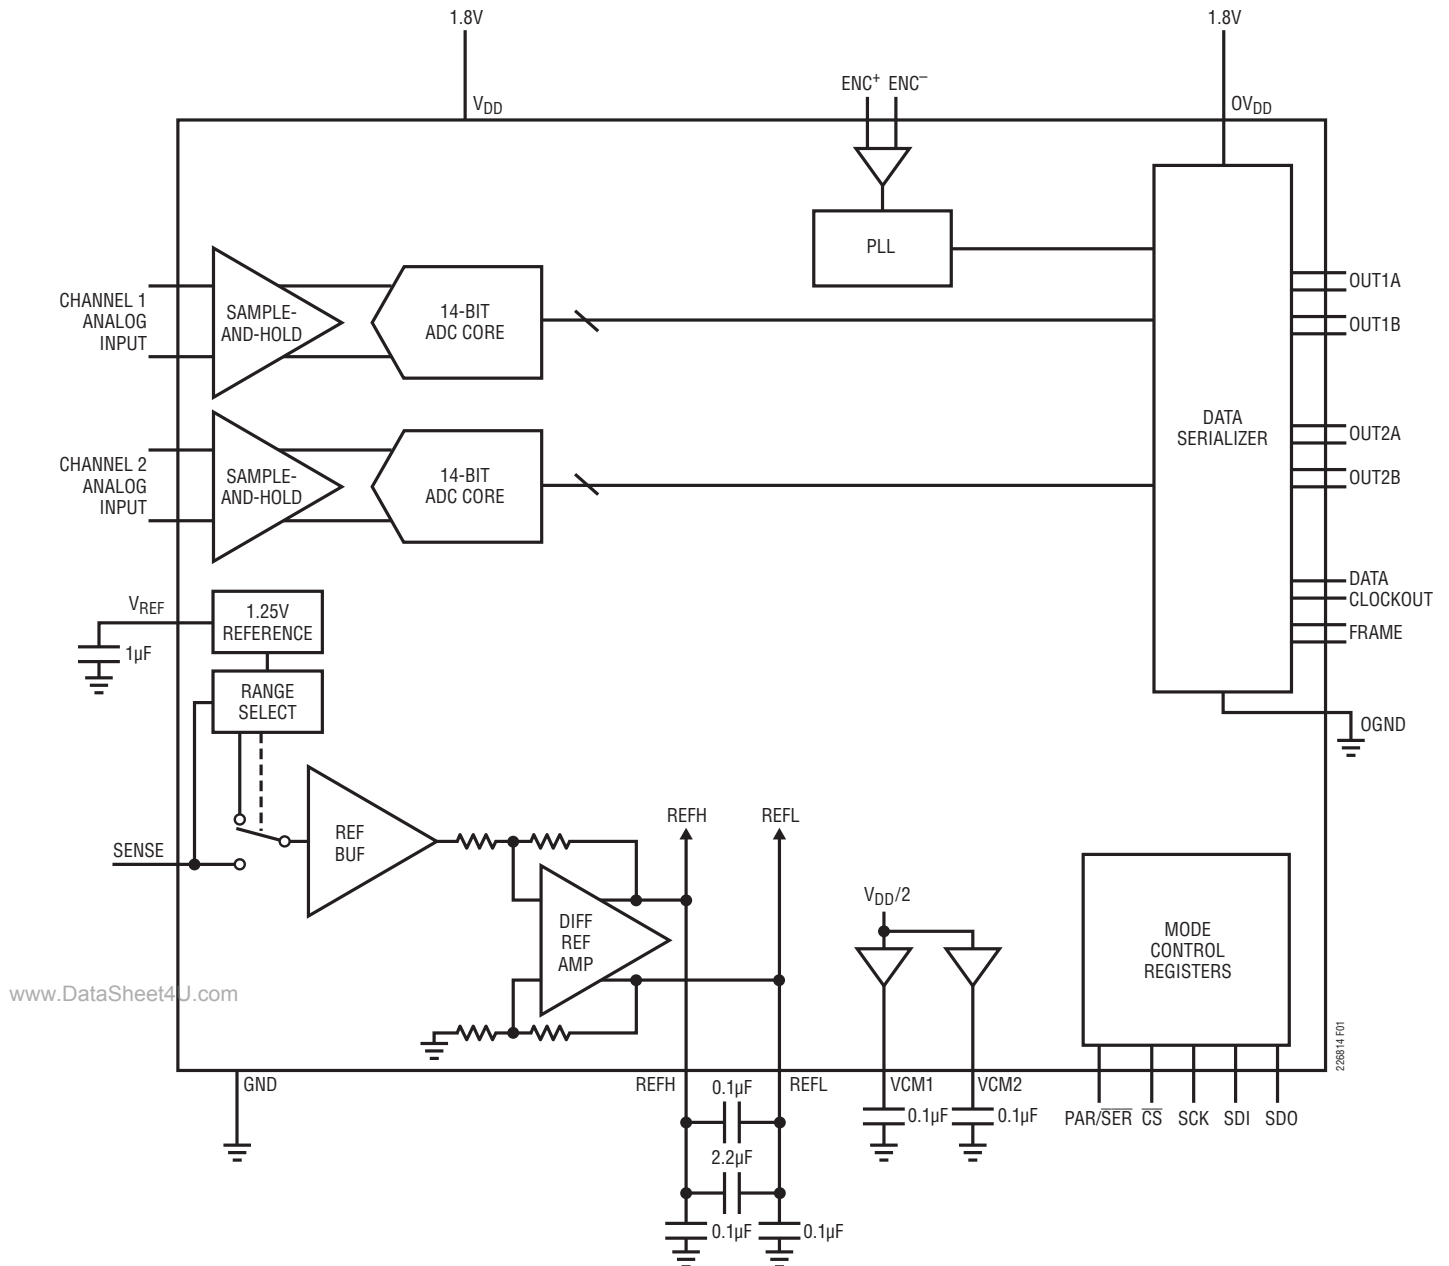 1.8V
1.8V
ENC+ ENC–
VDD
OVDD
PLL
CHANNEL 1
ANALOG
INPUT
SAMPLE-
AND-HOLD
14-BIT
ADC CORE
OUT1A
OUT1B
DATA
SERIALIZER
CHANNEL 2
ANALOG
INPUT
SAMPLE-
AND-HOLD
14-BIT
ADC CORE
OUT2A
OUT2B
DATA
CLOCKOUT
FRAME
VREF
1.25V
REFERENCE
1µF
RANGE
SELECT
OGND
REFH
REFL
REF
BUF
SENSE
DIFF
REF
AMP
VDD/2
MODE
CONTROL
REGISTERS
www.DataSheet4U.com
226814 F01
GND
REFH
REFL
VCM1
VCM2
0.1µF
0.1µF
0.1µF
PAR/S̅E̅R̅
C̅S̅
SCK
SDI
SDO
2.2µF
0.1µF
0.1µF